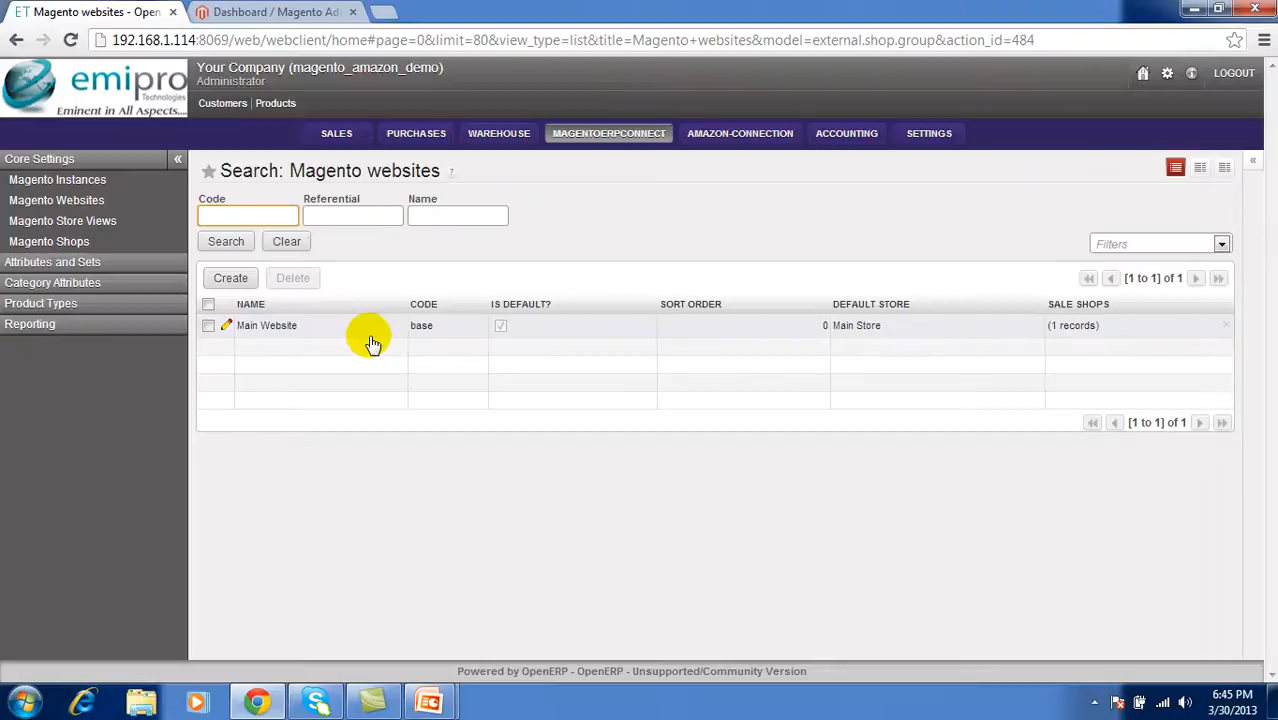 ET Magento websites - Open
Dashboard / Magento Ad
192.168.1.114:8069/web/webclient/home#page=0&limit=80&view_type=list&title=Magento+websites&model=external.shop.group&action_id=484
emipro
Technologies
Eminent in All Aspects....
Your Company (magento_amazon_demo)
Administrator
Customers | Products
LOGOUT
SALES PURCHASES WAREHOUSE MAGENTOERPCONNECT AMAZON-CONNECTION ACCOUNTING SETTINGS
Core Settings «
Magento Instances
Magento Websites
Magento Store Views
Magento Shops
Attributes and Sets
Category Attributes
Product Types
Reporting
Search: Magento websites ?
«
Code Referential Name
Search Clear
Filters
Create Delete
[1 to 1] of 1
NAME CODE IS DEFAULT? SORT ORDER DEFAULT STORE SALE SHOPS
Main Website base 0 Main Store (1 records)
[1 to 1] of 1
Powered by OpenERP - OpenERP - Unsupported/Community Version
6:45 PM
3/30/2013